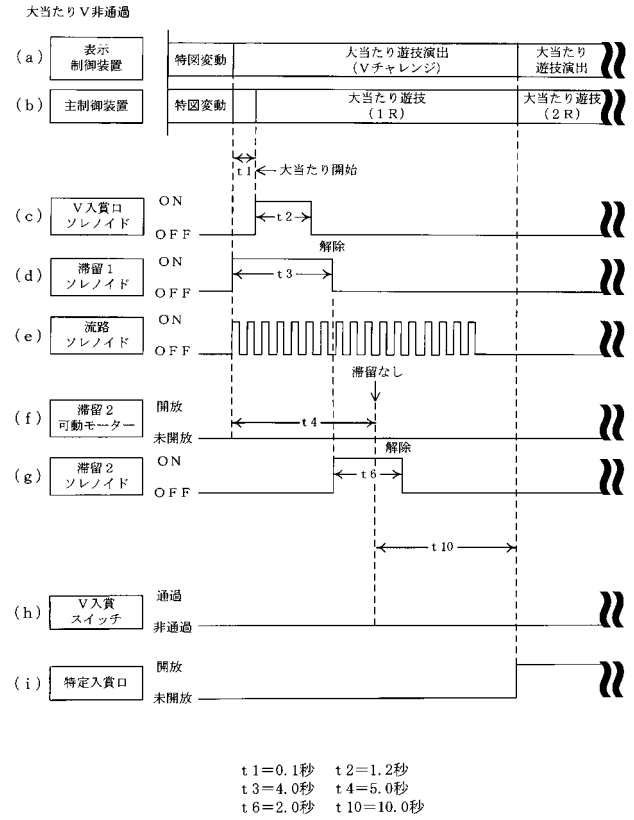 大当たりV非通過
(a) 表示 制御装置 特図変動 大当たり遊技演出 (Vチャレンジ) 大当たり 遊技演出
(b) 主制御装置 特図変動 大当たり遊技 (1R) 大当たり遊技 (2R)
t1 ←大当たり開始
(c) V入賞口 ソレノイド ON OFF t2
解除
(d) 滞留1 ソレノイド ON OFF t3
(e) 流路 ソレノイド ON OFF
滞留なし
(f) 滞留2 可動モーター 開放 未開放 t4
解除
(g) 滞留2 ソレノイド ON OFF t6
t10
(h) V入賞 スイッチ 通過 非通過
(i) 特定入賞口 開放 未開放
t1=0.1秒 t2=1.2秒
t3=4.0秒 t4=5.0秒
t6=2.0秒 t10=10.0秒